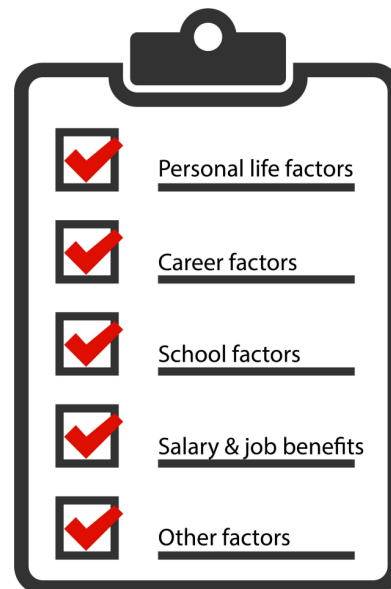 Personal life factors
Career factors
School factors
Salary & job benefits
Other factors